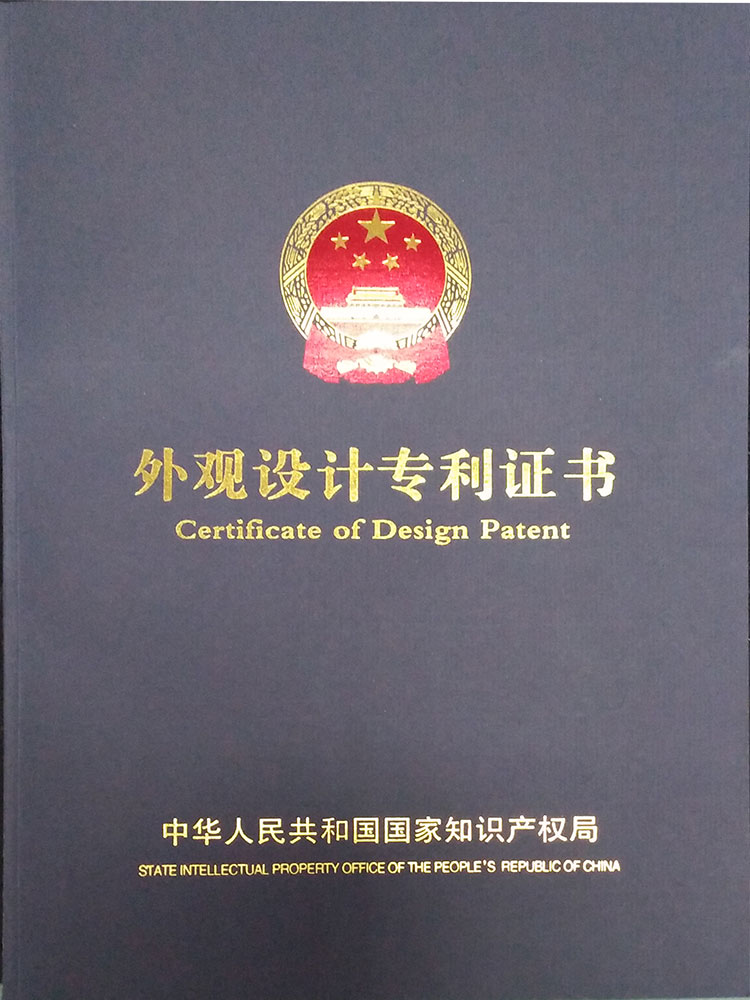 外观设计专利证书
Certificate of Design Patent
中华人民共和国国家知识产权局
STATE INTELLECTUAL PROPERTY OFFICE OF THE PEOPLE'S REPUBLIC OF CHINA